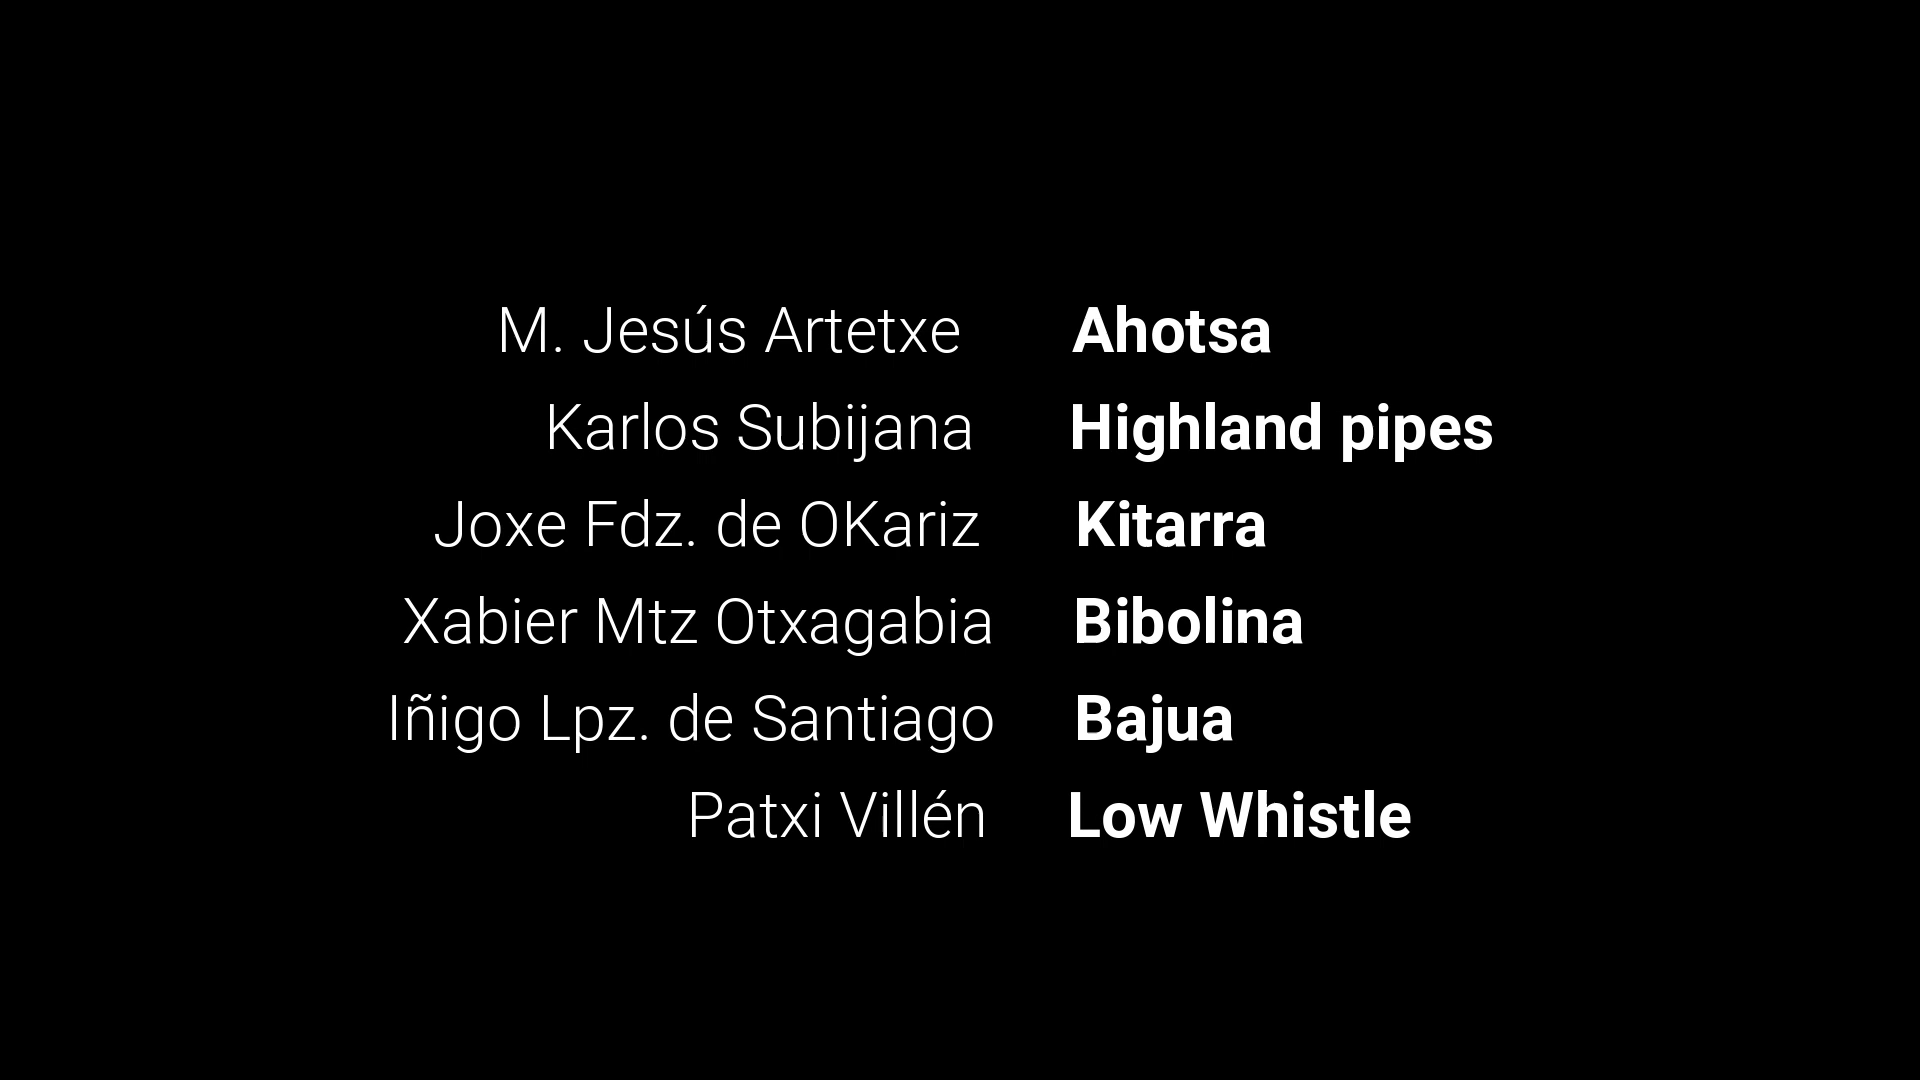 M. Jesús Artetxe Ahotsa
Karlos Subijana Highland pipes
Joxe Fdz. de OKariz Kitarra
Xabier Mtz Otxagabia Bibolina
Iñigo Lpz. de Santiago Bajua
Patxi Villén Low Whistle